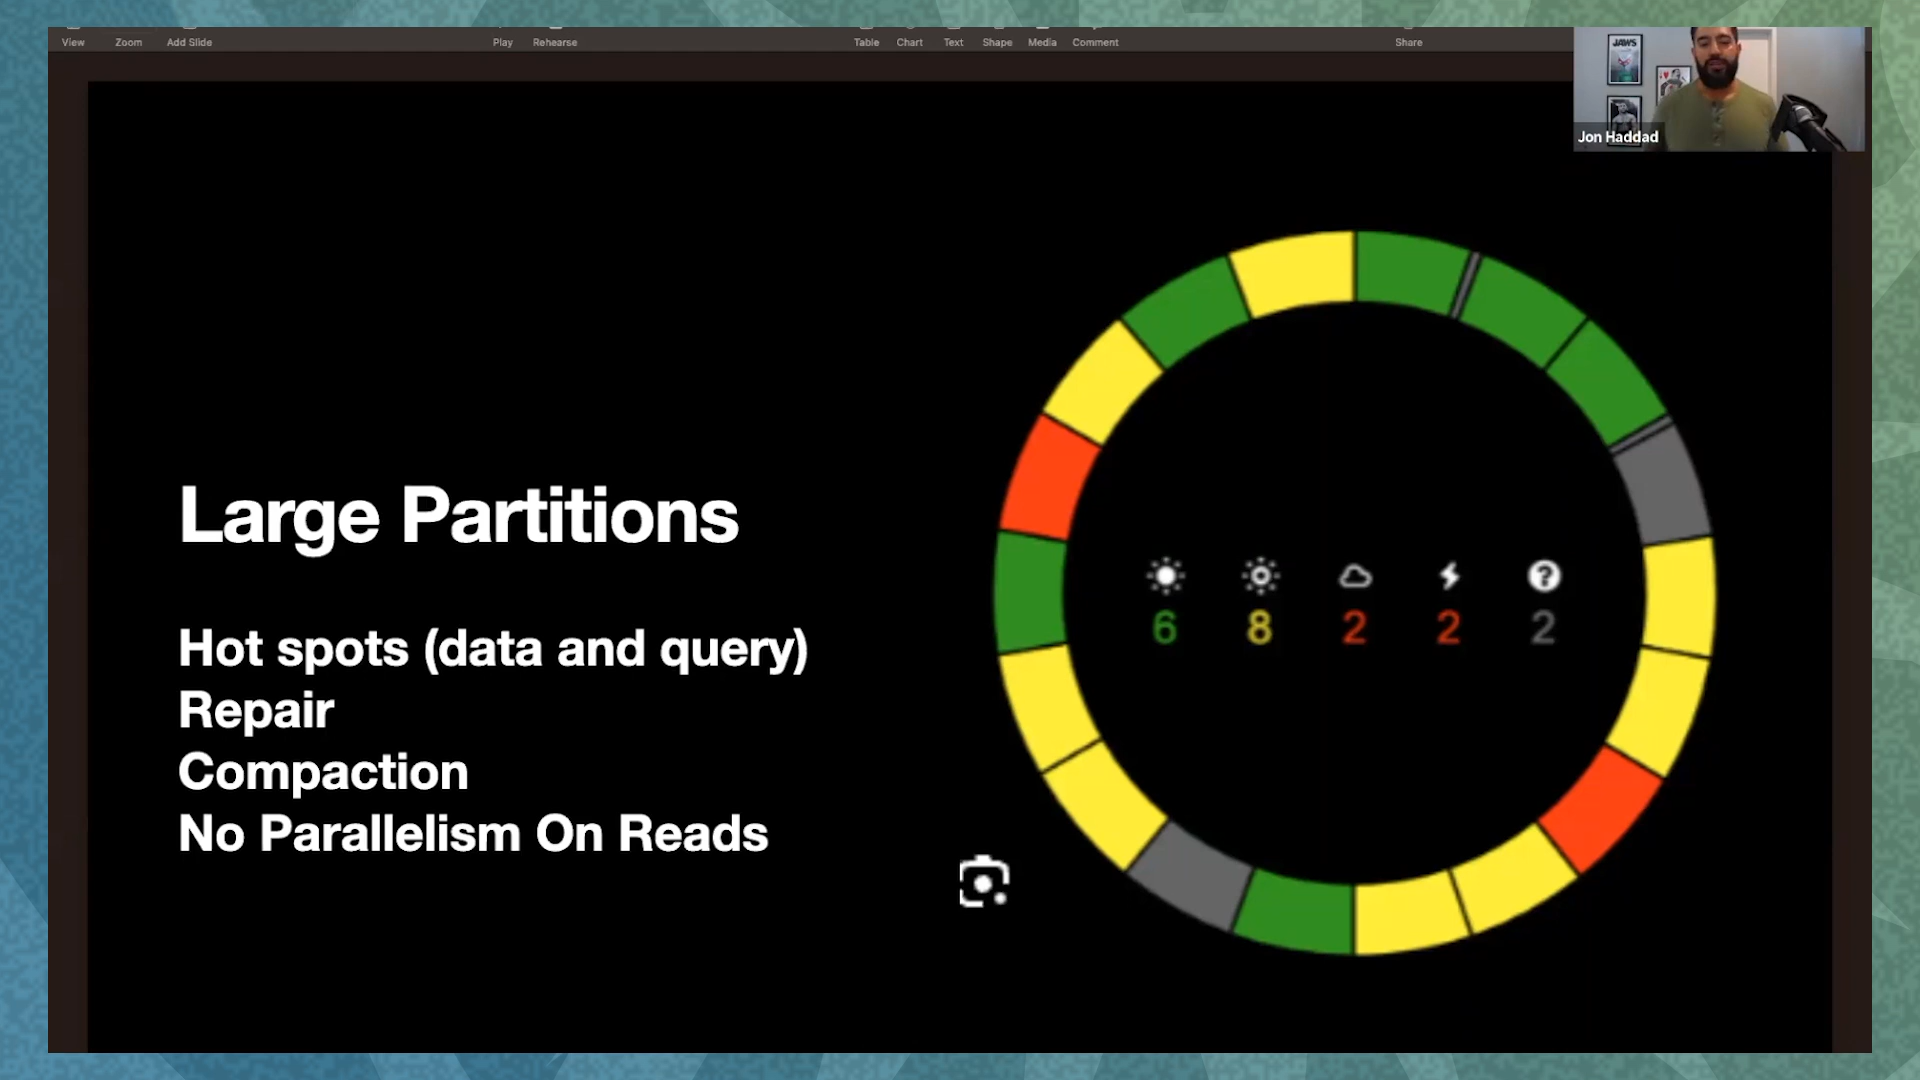 View Zoom Add Slide Play Rehearse Table Chart Text Shape Media Comment Share
JAWS
Jon Haddad
Large Partitions
Hot spots (data and query)
Repair
Compaction
No Parallelism On Reads
?
6 8 2 2 2